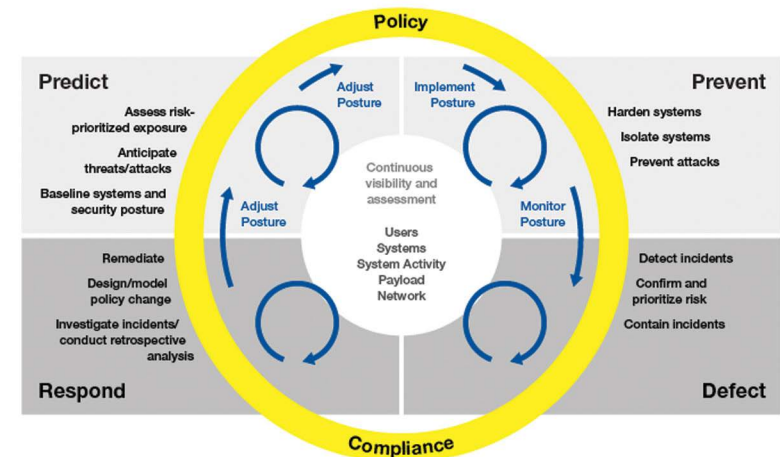 Policy
Predict
Assess risk-
prioritized exposure
Anticipate
threats/attacks
Baseline systems and
security posture
Adjust
Posture
Implement
Posture
Prevent
Harden systems
Isolate systems
Prevent attacks
Continuous
visibility and
assessment
Users
Systems
System Activity
Payload
Network
Adjust
Posture
Monitor
Posture
Remediate
Design/model
policy change
Investigate incidents/
conduct retrospective
analysis
Respond
Detect incidents
Confirm and
prioritize risk
Contain incidents
Defect
Compliance